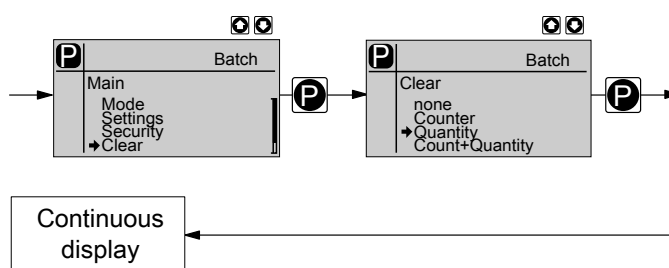 P Batch
Main
Mode
Settings
Security
Clear
P
P Batch
Clear
none
Counter
Quantity
Count+Quantity
P
Continuous
display